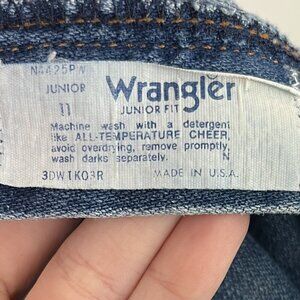 N4425PW
JUNIOR
11
Wrangler
JUNIOR FIT
Machine wash with a detergent
like ALL-TEMPERATURE CHEER,
avoid overdrying, remove promptly,
wash darks separately. N
3DWIK03R MADE IN U.S.A.